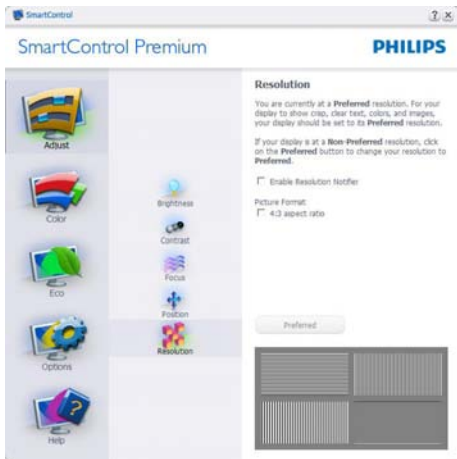 SmartControl
SmartControl Premium
PHILIPS
Adjust
Color
Eco
Options
Help
Brightness
Contrast
Focus
Position
Resolution
Resolution
You are currently at a Preferred resolution. For your
display to show crisp, clear text, colors, and images,
your display should be set to its Preferred resolution.
If your display is at a Non-Preferred resolution, click
on the Preferred button to change your resolution to
Preferred.
Enable Resolution Notifier
Picture Format
4:3 aspect ratio
Preferred